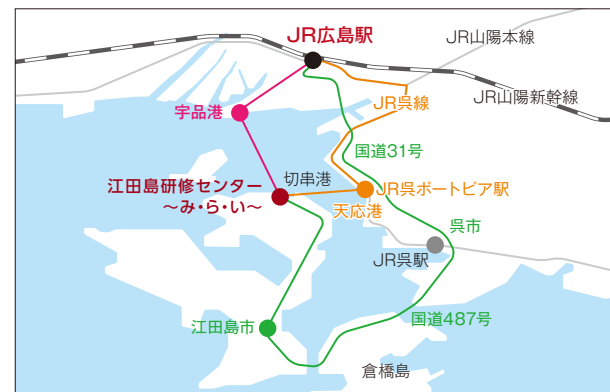 JR広島駅
JR山陽本線
JR山陽新幹線
JR呉線
宇品港
国道31号
切串港
江田島研修センター
～み・ら・い～
JR呉ポートピア駅
天応港
呉市
JR呉駅
江田島市
国道487号
倉橋島